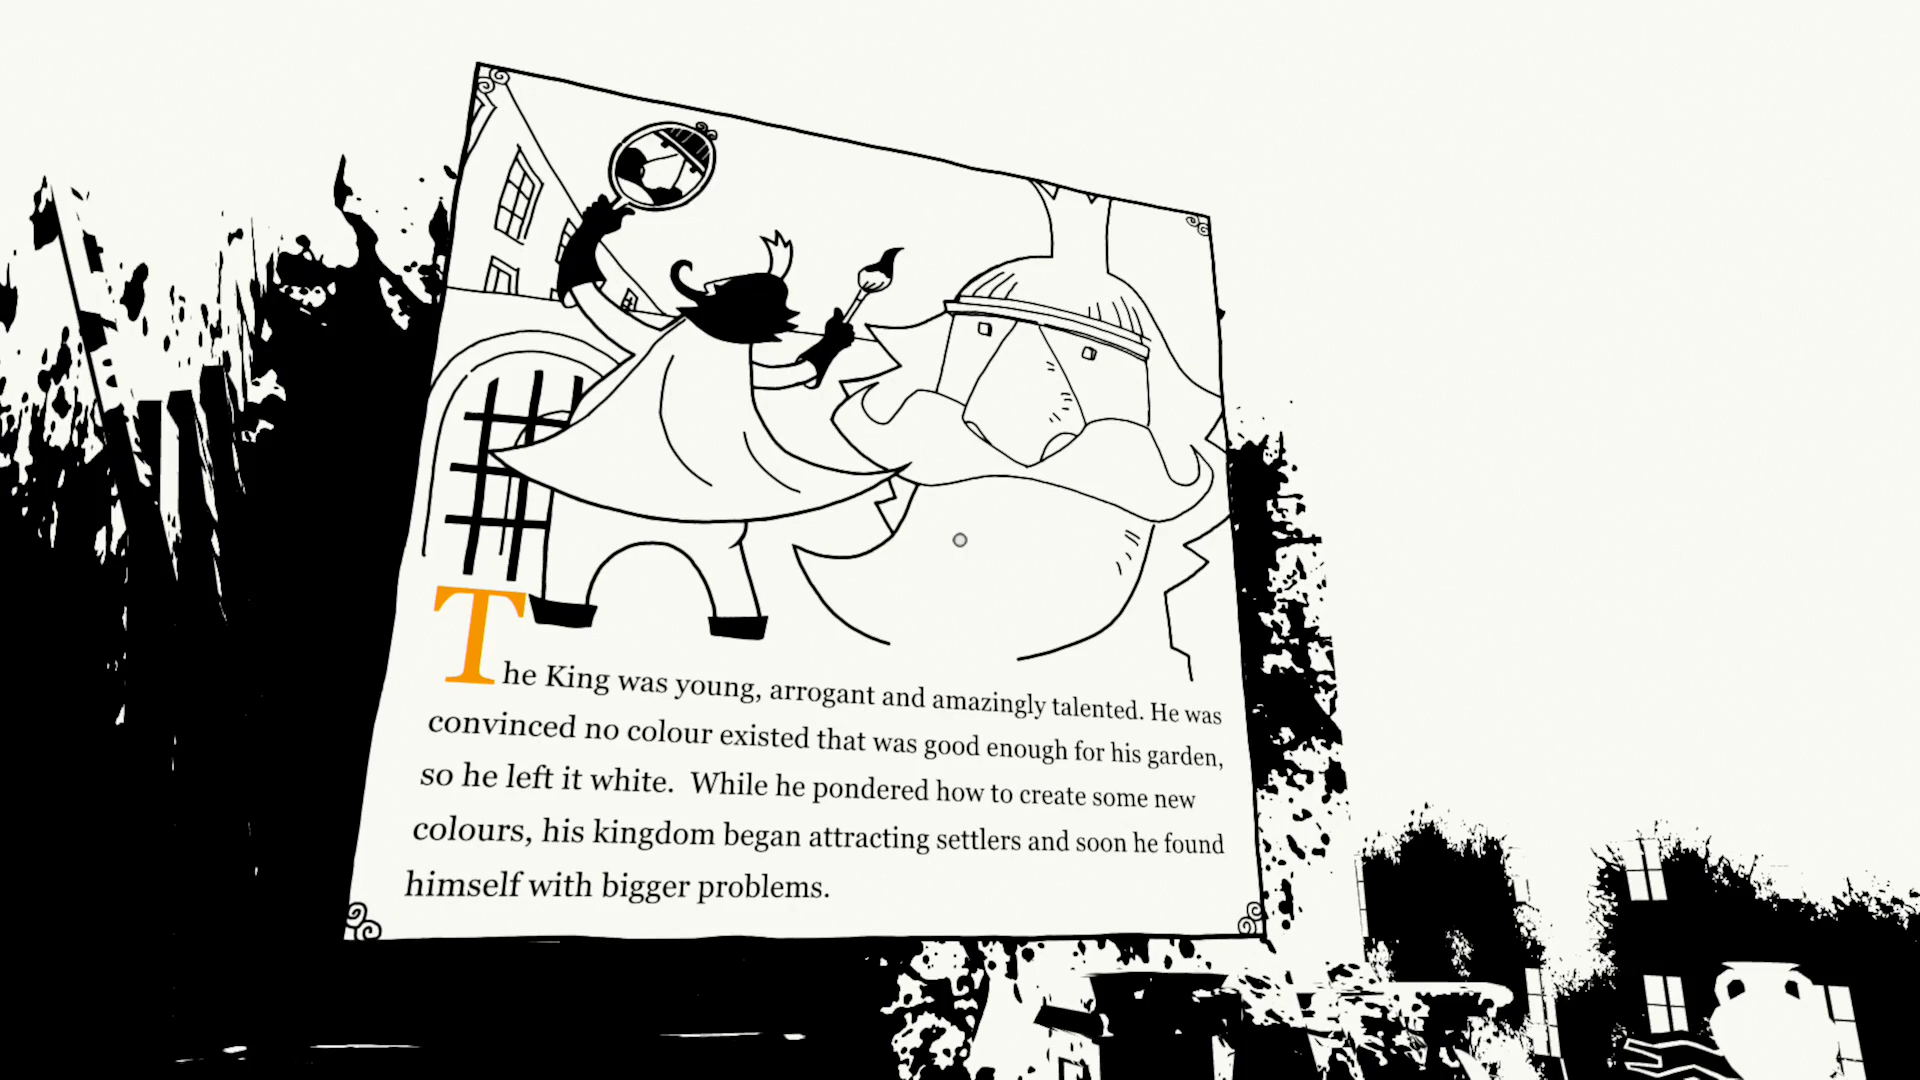 The King was young, arrogant and amazingly talented. He was
convinced no colour existed that was good enough for his garden,
so he left it white.  While he pondered how to create some new
colours, his kingdom began attracting settlers and soon he found
himself with bigger problems.